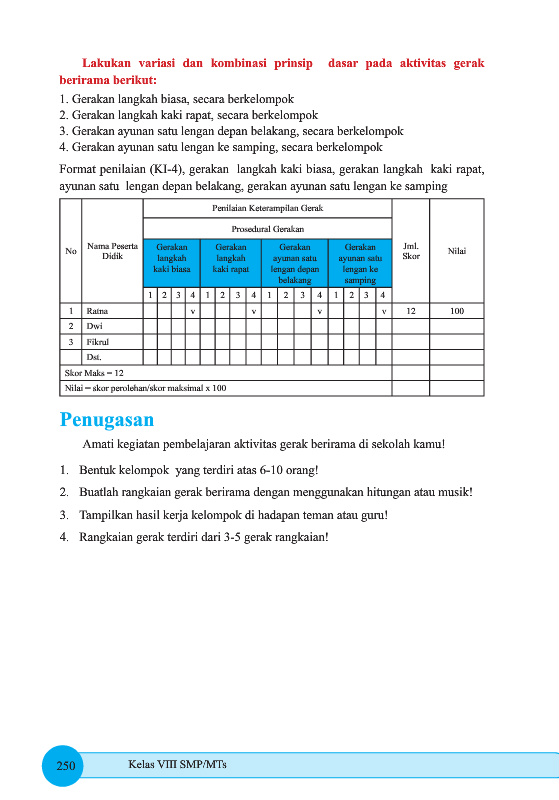 Lakukan variasi dan kombinasi prinsip dasar pada aktivitas gerak
berirama berikut:
1. Gerakan langkah biasa, secara berkelompok
2. Gerakan langkah kaki rapat, secara berkelompok
3. Gerakan ayunan satu lengan depan belakang, secara berkelompok
4. Gerakan ayunan satu lengan ke samping, secara berkelompok
Format penilaian (KI-4), gerakan langkah kaki biasa, gerakan langkah kaki rapat,
ayunan satu lengan depan belakang, gerakan ayunan satu lengan ke samping
No
Nama Peserta
Didik
Penilaian Keterampilan Gerak
Prosedural Gerakan
Gerakan
langkah
kaki biasa
Gerakan
langkah
kaki rapat
Gerakan
ayunan satu
lengan depan
belakang
Gerakan
ayunan satu
lengan ke
samping
Jml.
Skor
Nilai
1 2 3 4 1 2 3 4 1 2 3 4 1 2 3 4
1 Ratna v v v v 12 100
2 Dwi
3 Fikrul
Dst.
Skor Maks = 12
Nilai = skor perolehan/skor maksimal x 100
Penugasan
Amati kegiatan pembelajaran aktivitas gerak berirama di sekolah kamu!
1. Bentuk kelompok yang terdiri atas 6-10 orang!
2. Buatlah rangkaian gerak berirama dengan menggunakan hitungan atau musik!
3. Tampilkan hasil kerja kelompok di hadapan teman atau guru!
4. Rangkaian gerak terdiri dari 3-5 gerak rangkaian!
250 Kelas VIII SMP/MTs